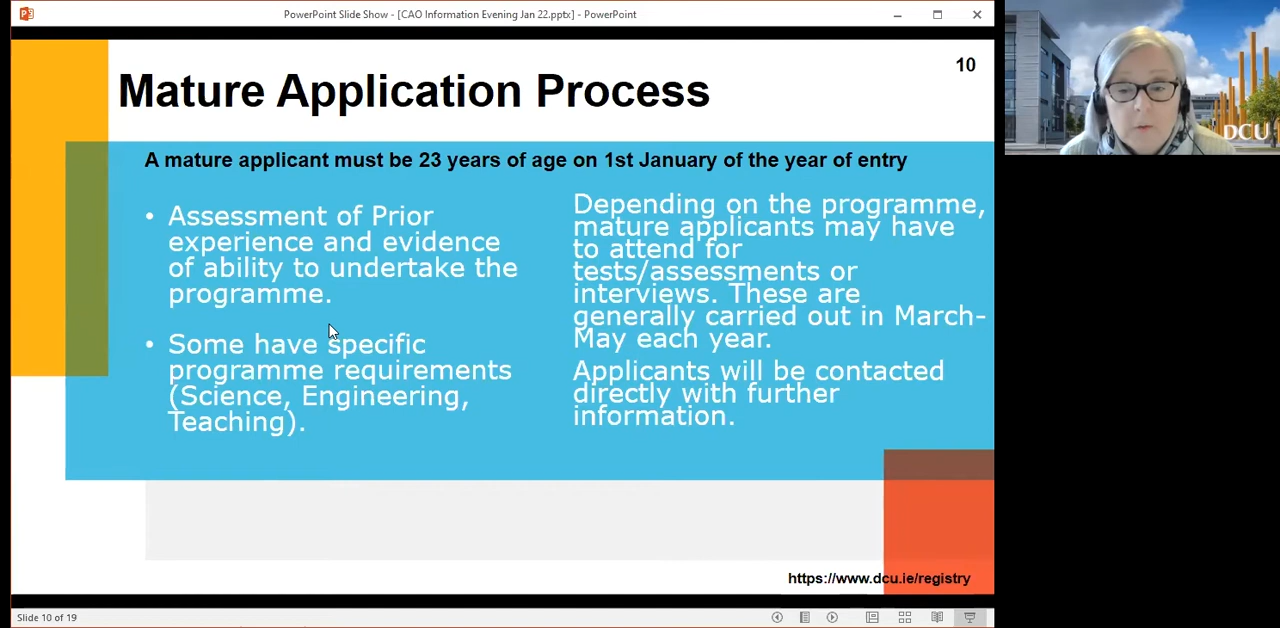 PowerPoint Slide Show - [CAO Information Evening Jan 22.pptx] - PowerPoint
10
Mature Application Process
A mature applicant must be 23 years of age on 1st January of the year of entry
• Assessment of Prior
experience and evidence
of ability to undertake the
programme.
• Some have specific
programme requirements
(Science, Engineering,
Teaching).
Depending on the programme,
mature applicants may have
to attend for
tests/assessments or
interviews. These are
generally carried out in March-
May each year.
Applicants will be contacted
directly with further
information.
https://www.dcu.ie/registry
Slide 10 of 19
DCU